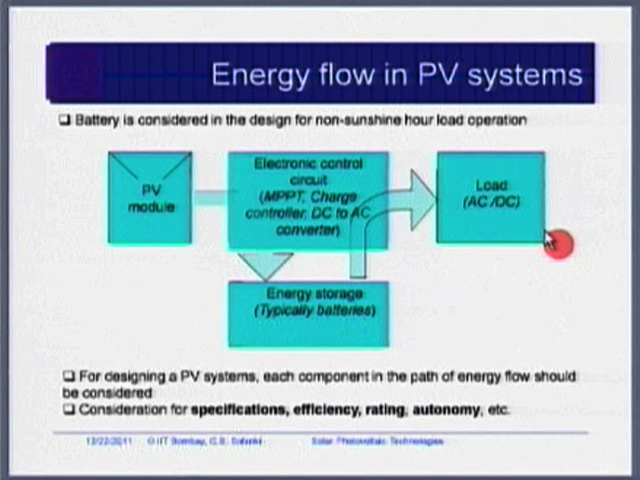 Energy flow in PV systems
❑ Battery is considered in the design for non-sunshine hour load operation
PV
module
Electronic control
circuit
(MPPT, Charge
controller, DC to AC
converter)
Load
(AC /DC)
Energy storage
(Typically batteries)
❑ For designing a PV systems, each component in the path of energy flow should
be considered
❑ Consideration for specifications, efficiency, rating, autonomy, etc.
12/22/2011 © IIT Bombay, C.S. Solanki Solar Photovoltaic Technologies